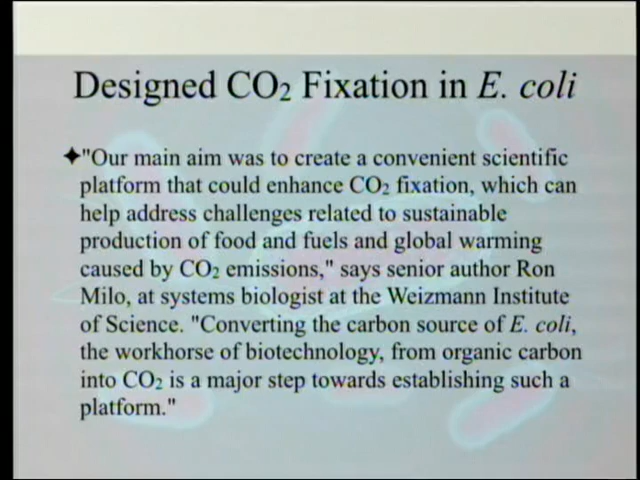 Designed CO₂ Fixation in E. coli
✦"Our main aim was to create a convenient scientific
platform that could enhance CO₂ fixation, which can
help address challenges related to sustainable
production of food and fuels and global warming
caused by CO₂ emissions," says senior author Ron
Milo, at systems biologist at the Weizmann Institute
of Science. "Converting the carbon source of E. coli,
the workhorse of biotechnology, from organic carbon
into CO₂ is a major step towards establishing such a
platform."